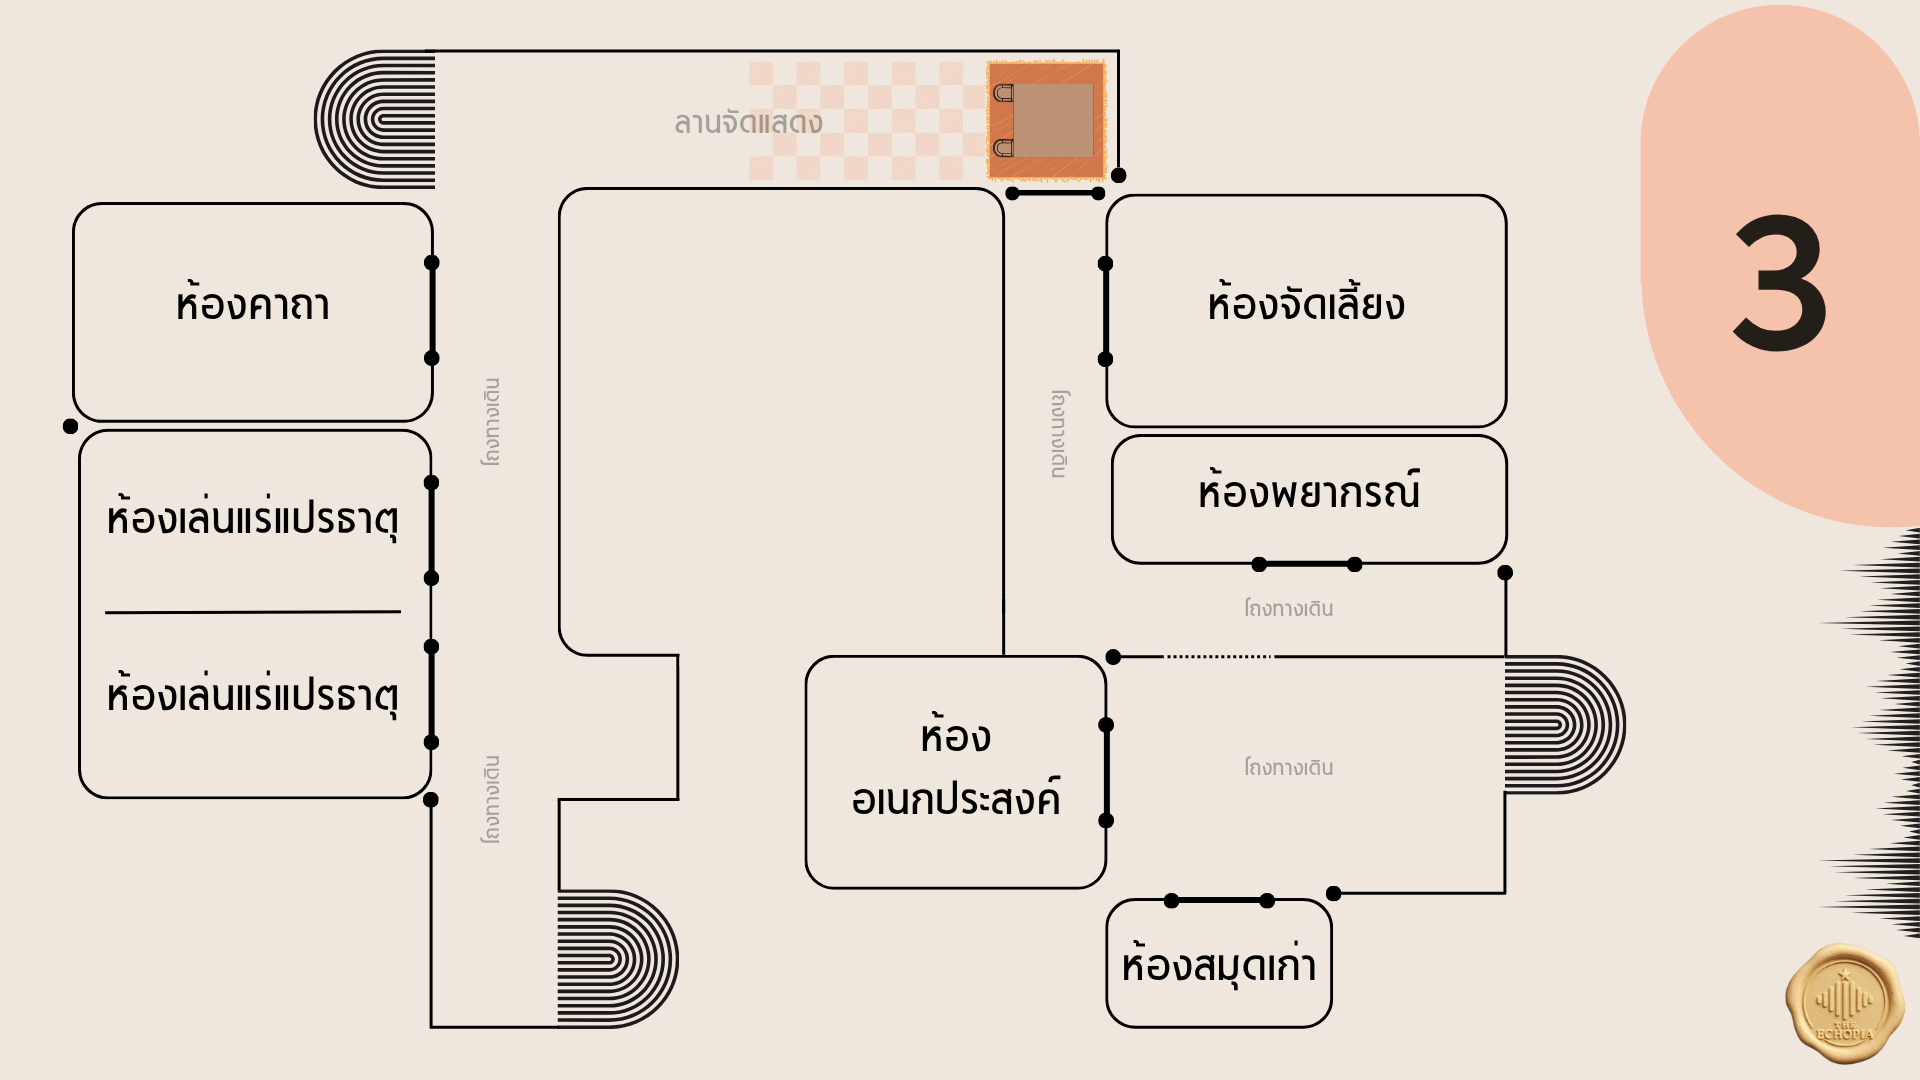 ลานจัดแสดง
3
ห้องคาถา
ห้องจัดเลี้ยง
โถงทางเดิน
โถงทางเดิน
ห้องพยากรณ์
ห้องเล่นแร่แปรธาตุ
โถงทางเดิน
ห้องเล่นแร่แปรธาตุ
ห้อง
อเนกประสงค์
โถงทางเดิน
โถงทางเดิน
ห้องสมุดเก่า
THE
ECHOPIA